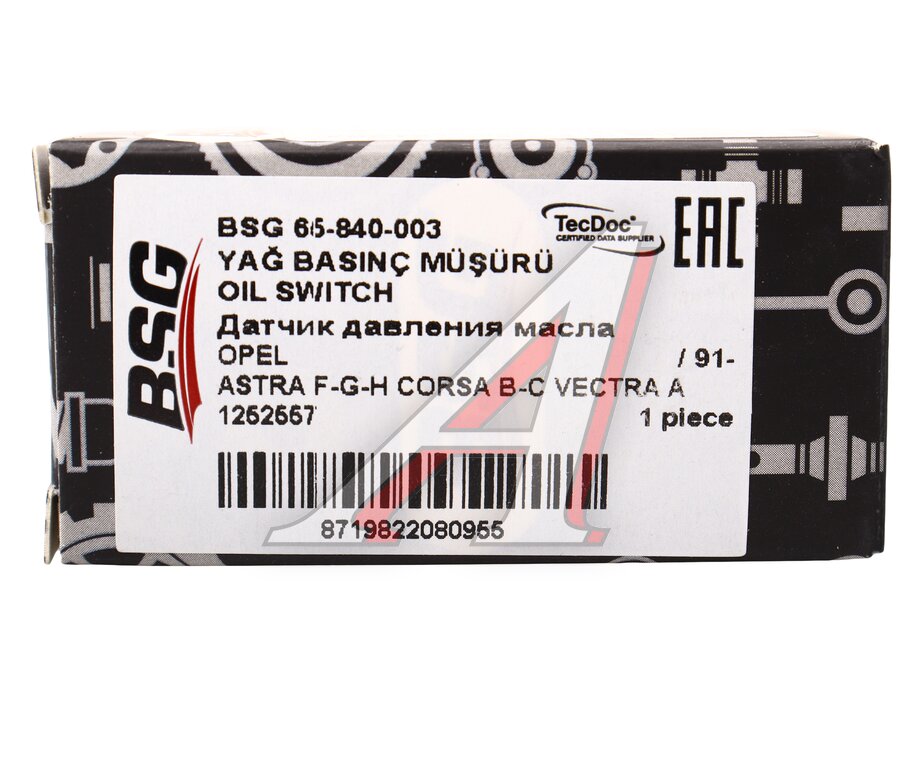 BSG
BSG 65-840-003
TecDoc
CERTIFIED DATA SUPPLIER
EAC
YAĞ BASINÇ MÜŞÜRÜ
OIL SWITCH
Датчик давления масла
OPEL / 91-
ASTRA F-G-H CORSA B-C VECTRA A
1252557 1 piece
8719822080955